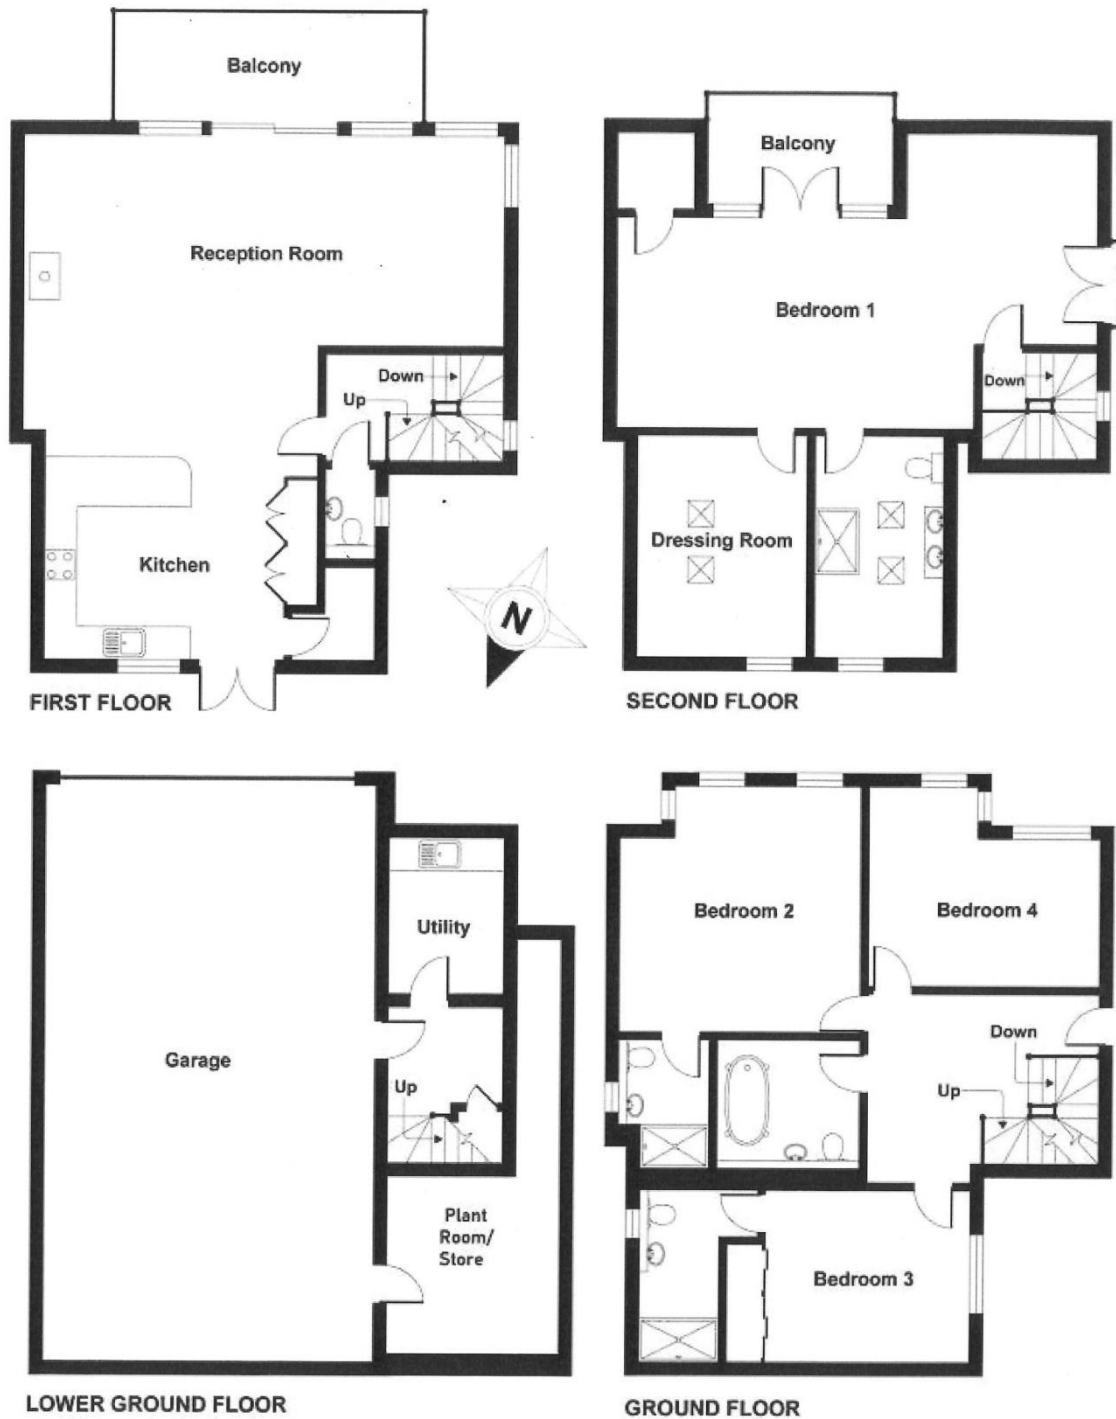 Balcony
Reception Room
Down
Up
Kitchen
N
FIRST FLOOR
Balcony
Bedroom 1
Down
Dressing Room
SECOND FLOOR
Utility
Garage
Up
Plant
Room/
Store
LOWER GROUND FLOOR
Bedroom 2
Bedroom 4
Down
Up
Bedroom 3
GROUND FLOOR